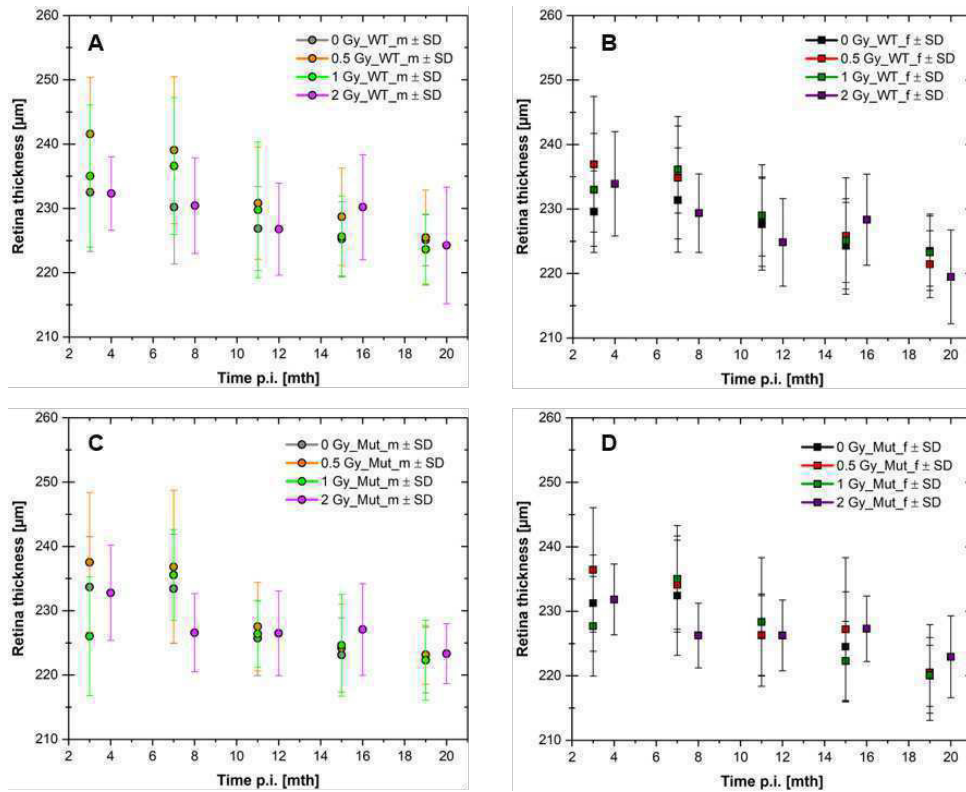 A
0 Gy_WT_m ± SD
0.5 Gy_WT_m ± SD
1 Gy_WT_m ± SD
2 Gy_WT_m ± SD
260
250
240
230
220
210
Retina thickness [µm]
2 4 6 8 10 12 14 16 18 20
Time p.i. [mth]
B
0 Gy_WT_f ± SD
0.5 Gy_WT_f ± SD
1 Gy_WT_f ± SD
2 Gy_WT_f ± SD
260
250
240
230
220
210
Retina thickness [µm]
2 4 6 8 10 12 14 16 18 20
Time p.i. [mth]
C
0 Gy_Mut_m ± SD
0.5 Gy_Mut_m ± SD
1 Gy_Mut_m ± SD
2 Gy_Mut_m ± SD
260
250
240
230
220
210
Retina thickness [µm]
2 4 6 8 10 12 14 16 18 20
Time p.i. [mth]
D
0 Gy_Mut_f ± SD
0.5 Gy_Mut_f ± SD
1 Gy_Mut_f ± SD
2 Gy_Mut_f ± SD
260
250
240
230
220
210
Retina thickness [µm]
2 4 6 8 10 12 14 16 18 20
Time p.i. [mth]